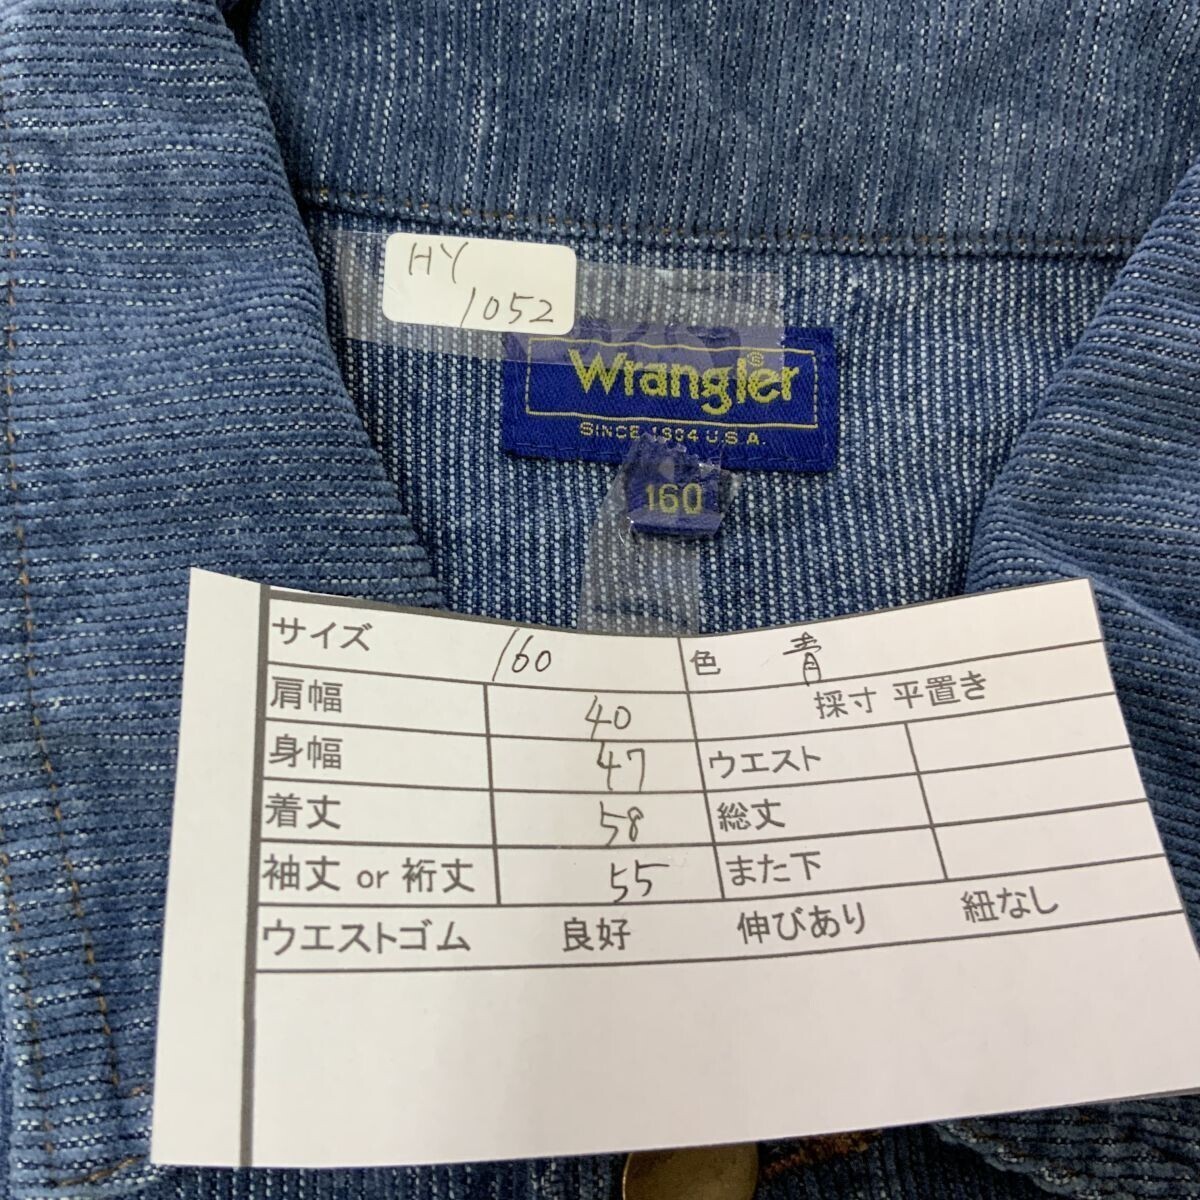 HY
1052
Wrangler®
SINCE 1904 U.S.A.
160
サイズ 160 色 青
肩幅 40 採寸 平置き
身幅 47 ウエスト
着丈 58 総丈
袖丈 or 裄丈 55 また下
ウエストゴム 良好 伸びあり 紐なし